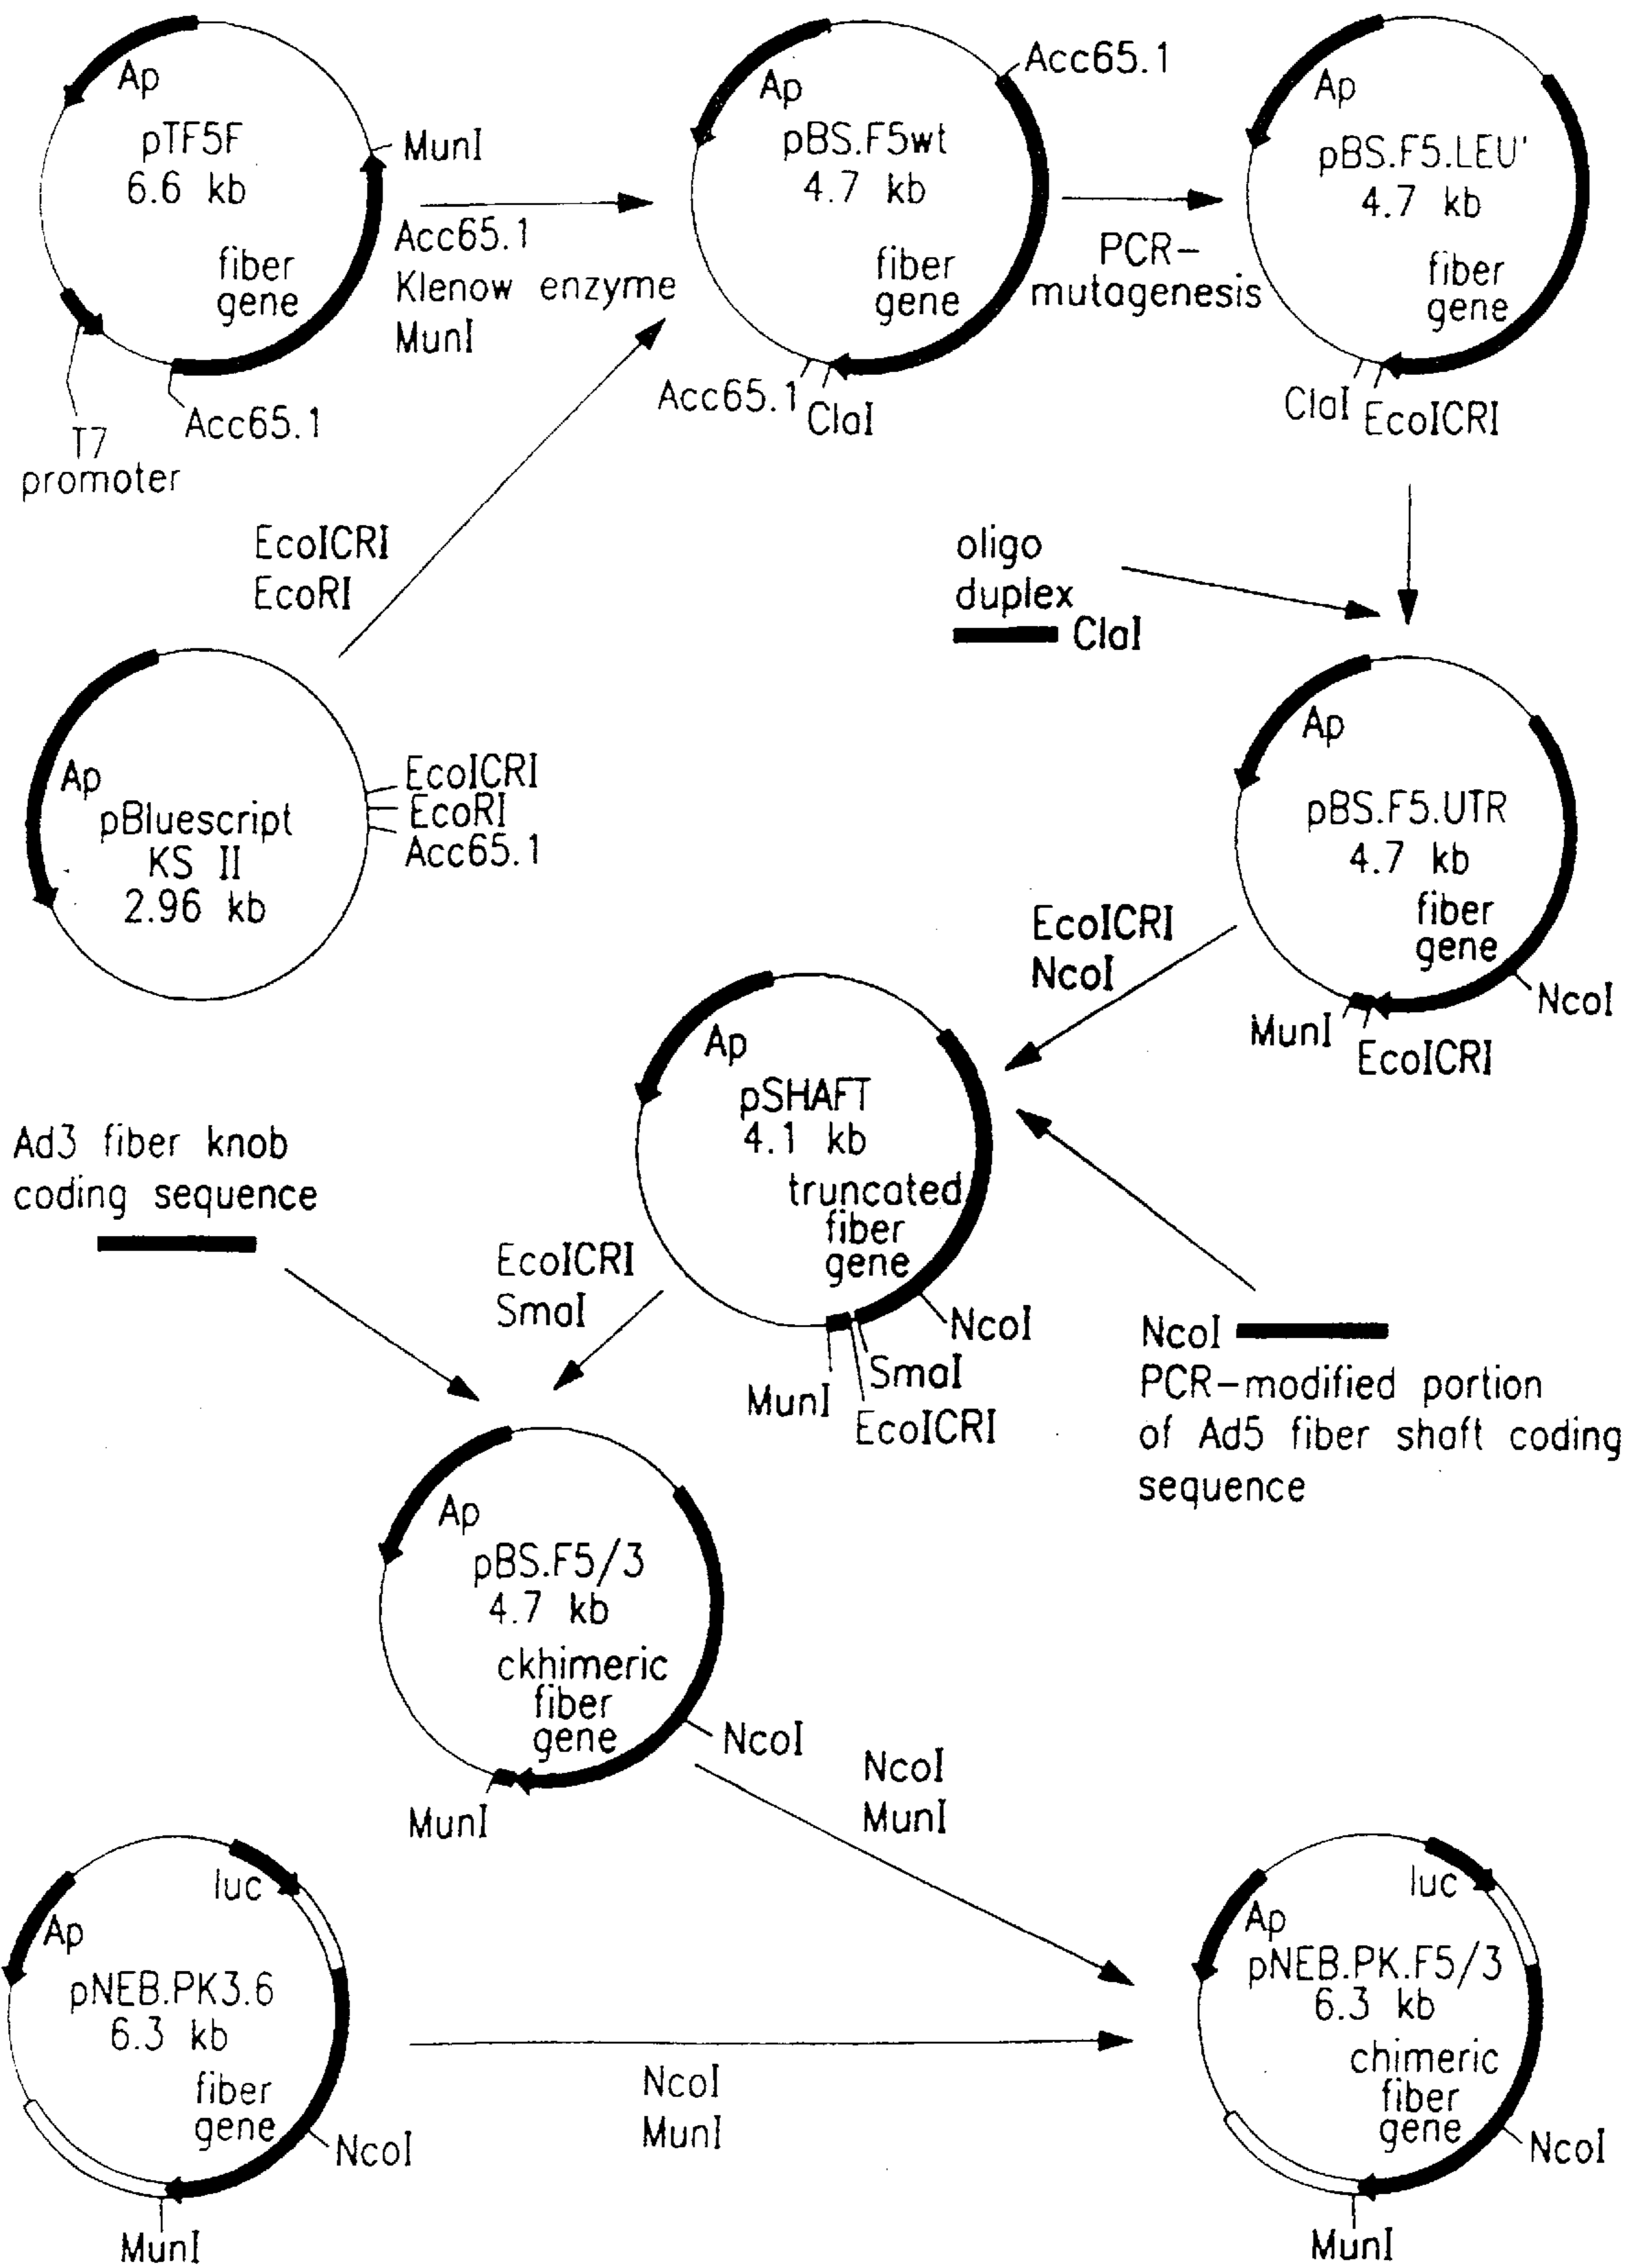 Ap
pTF5F
6.6 kb
MunI
fiber
gene
Acc65.1
T7
promoter
Acc65.1
Klenow enzyme
MunI
Ap
Acc65.1
pBS.F5wt
4.7 kb
fiber
gene
Acc65.1
ClaI
PCR-
mutagenesis
Ap
pBS.F5.LEU'
4.7 kb
fiber
gene
ClaI
EcoICRI
EcoICRI
EcoRI
oligo
duplex
ClaI
Ap
pBluescript
KS II
2.96 kb
EcoICRI
EcoRI
Acc65.1
Ap
pBS.F5.UTR
4.7 kb
fiber
gene
NcoI
MunI
EcoICRI
EcoICRI
NcoI
Ap
pSHAFT
4.1 kb
truncated
fiber
gene
NcoI
SmaI
MunI
EcoICRI
Ad3 fiber knob
coding sequence
EcoICRI
SmaI
NcoI
PCR-modified portion
of Ad5 fiber shaft coding
sequence
Ap
pBS.F5/3
4.7 kb
ckhimeric
fiber
gene
NcoI
MunI
NcoI
MunI
luc
Ap
pNEB.PK3.6
6.3 kb
fiber
gene
NcoI
MunI
NcoI
MunI
luc
Ap
pNEB.PK.F5/3
6.3 kb
chimeric
fiber
gene
NcoI
MunI